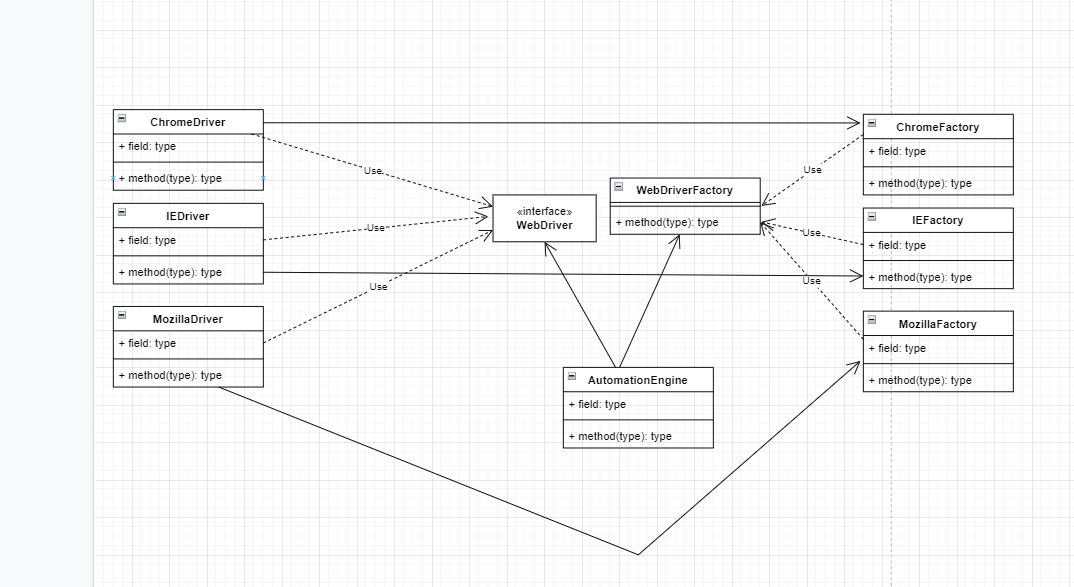 ChromeDriver
+ field: type
+ method(type): type
IEDriver
+ field: type
+ method(type): type
MozillaDriver
+ field: type
+ method(type): type
Use
Use
Use
«interface»
WebDriver
WebDriverFactory
+ method(type): type
AutomationEngine
+ field: type
+ method(type): type
Use
Use
Use
ChromeFactory
+ field: type
+ method(type): type
IEFactory
+ field: type
+ method(type): type
MozillaFactory
+ field: type
+ method(type): type